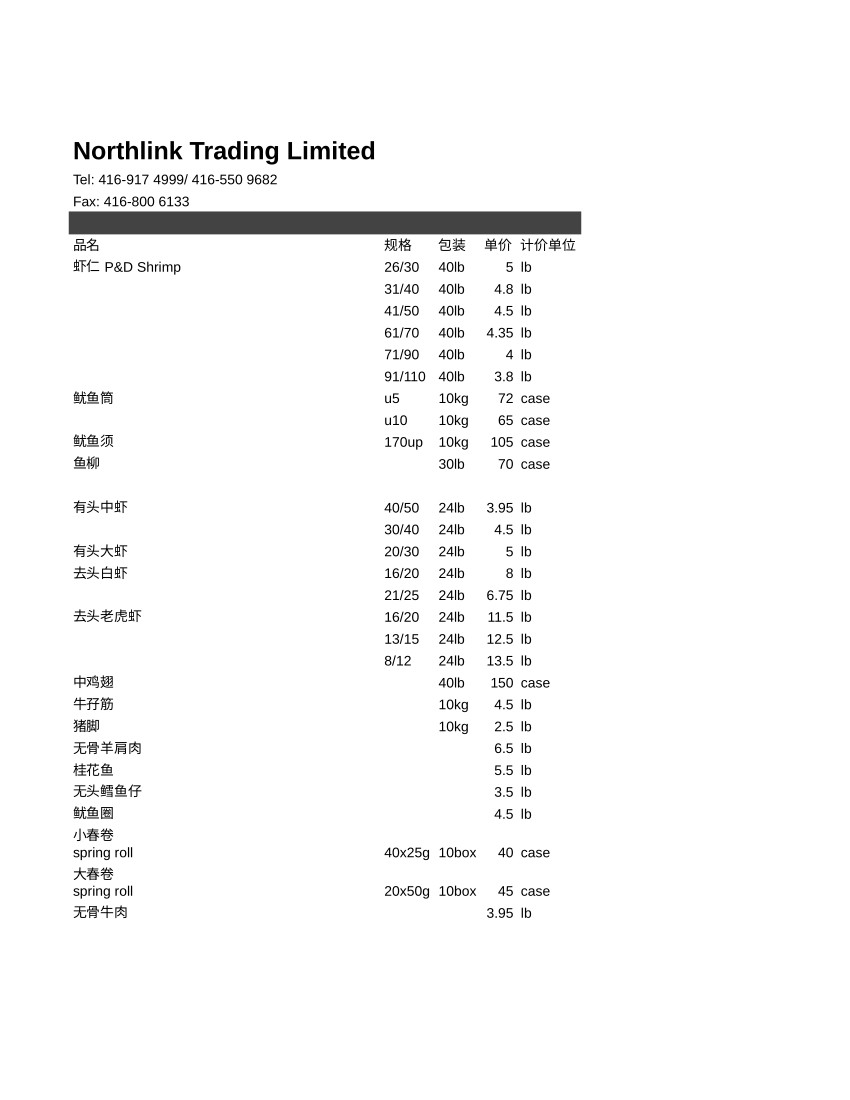 Northlink Trading Limited
Tel: 416-917 4999/ 416-550 9682
Fax: 416-800 6133
品名 规格 包装 单价 计价单位
虾仁 P&D Shrimp 26/30 40lb 5 lb
31/40 40lb 4.8 lb
41/50 40lb 4.5 lb
61/70 40lb 4.35 lb
71/90 40lb 4 lb
91/110 40lb 3.8 lb
鱿鱼筒 u5 10kg 72 case
u10 10kg 65 case
鱿鱼须 170up 10kg 105 case
鱼柳 30lb 70 case
有头中虾 40/50 24lb 3.95 lb
30/40 24lb 4.5 lb
有头大虾 20/30 24lb 5 lb
去头白虾 16/20 24lb 8 lb
21/25 24lb 6.75 lb
去头老虎虾 16/20 24lb 11.5 lb
13/15 24lb 12.5 lb
8/12 24lb 13.5 lb
中鸡翅 40lb 150 case
牛孖筋 10kg 4.5 lb
猪脚 10kg 2.5 lb
无骨羊肩肉 6.5 lb
桂花鱼 5.5 lb
无头鳕鱼仔 3.5 lb
鱿鱼圈 4.5 lb
小春卷
spring roll 40x25g 10box 40 case
大春卷
spring roll 20x50g 10box 45 case
无骨牛肉 3.95 lb